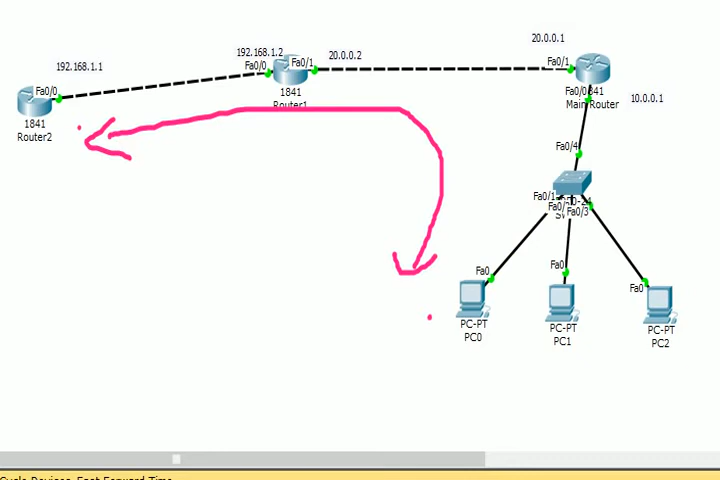 192.168.1.1
Fa0/0
1841
Router2
192.168.1.2
Fa0/0
Fa0/1
20.0.0.2
1841
Router1
20.0.0.1
Fa0/1
Fa0/0
Main Router
10.0.0.1
Fa0/4
Fa0/1
Fa0/3
Fa0
PC-PT
PC0
Fa0
PC-PT
PC1
Fa0
PC-PT
PC2